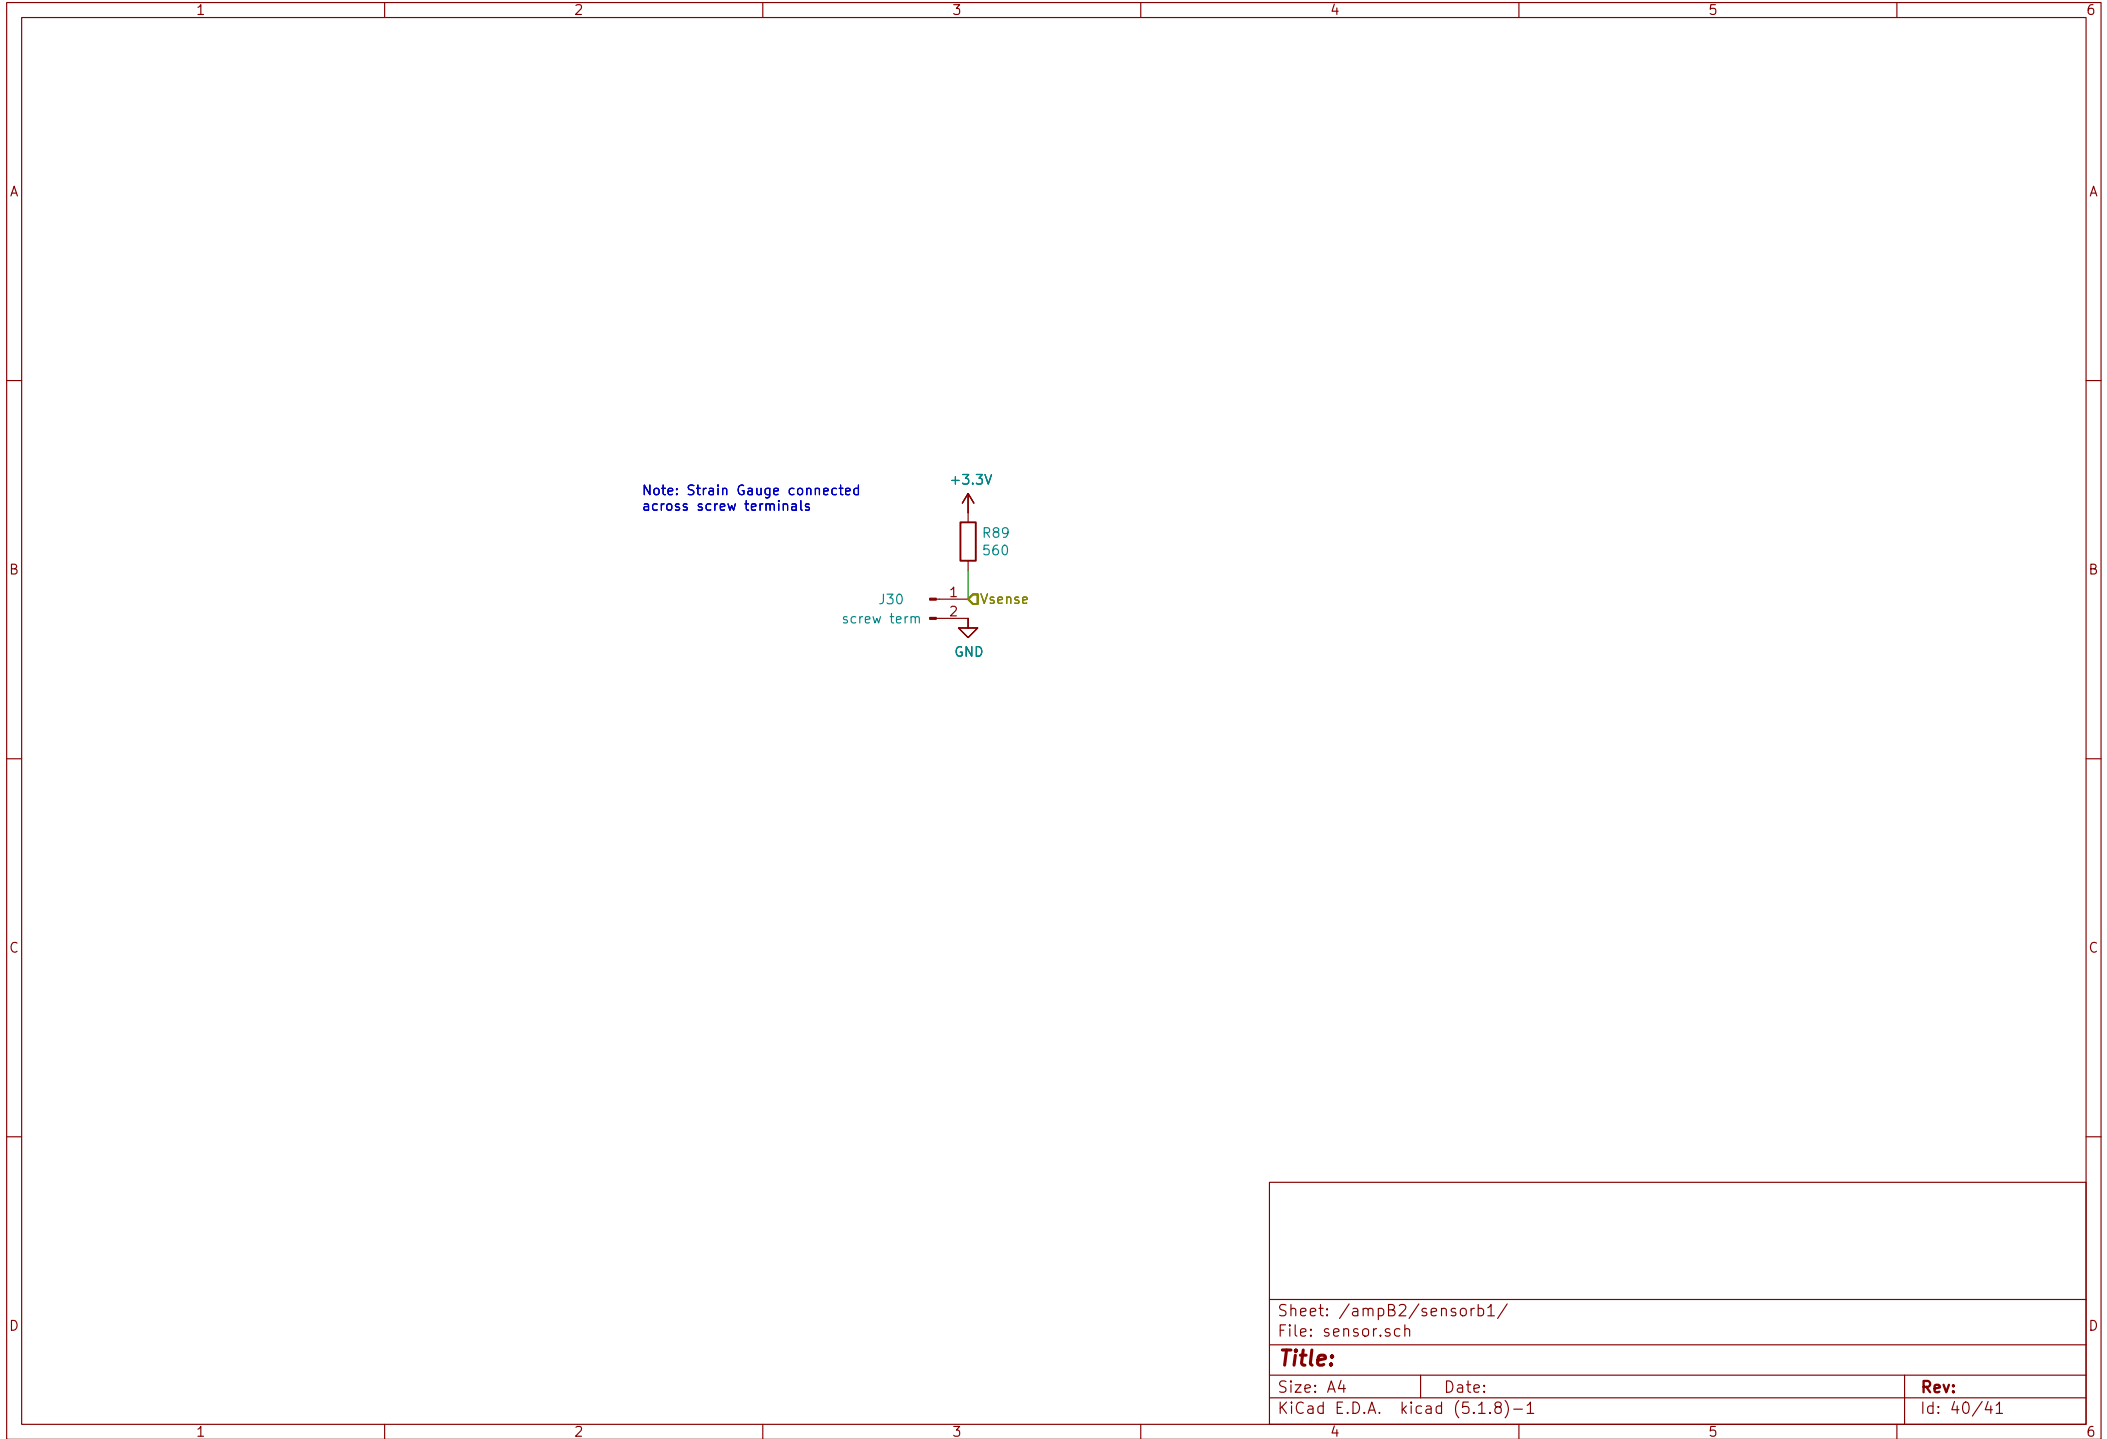 1 2 3 4 5 6
A A
Note: Strain Gauge connected
across screw terminals
+3.3V
R89
560
B B
J30 1 Vsense
screw term 2
GND
C C
Sheet: /ampB2/sensorb1/
File: sensor.sch
D D
Title:
Size: A4 Date: Rev:
KiCad E.D.A. kicad (5.1.8)-1 Id: 40/41
1 2 3 4 5 6